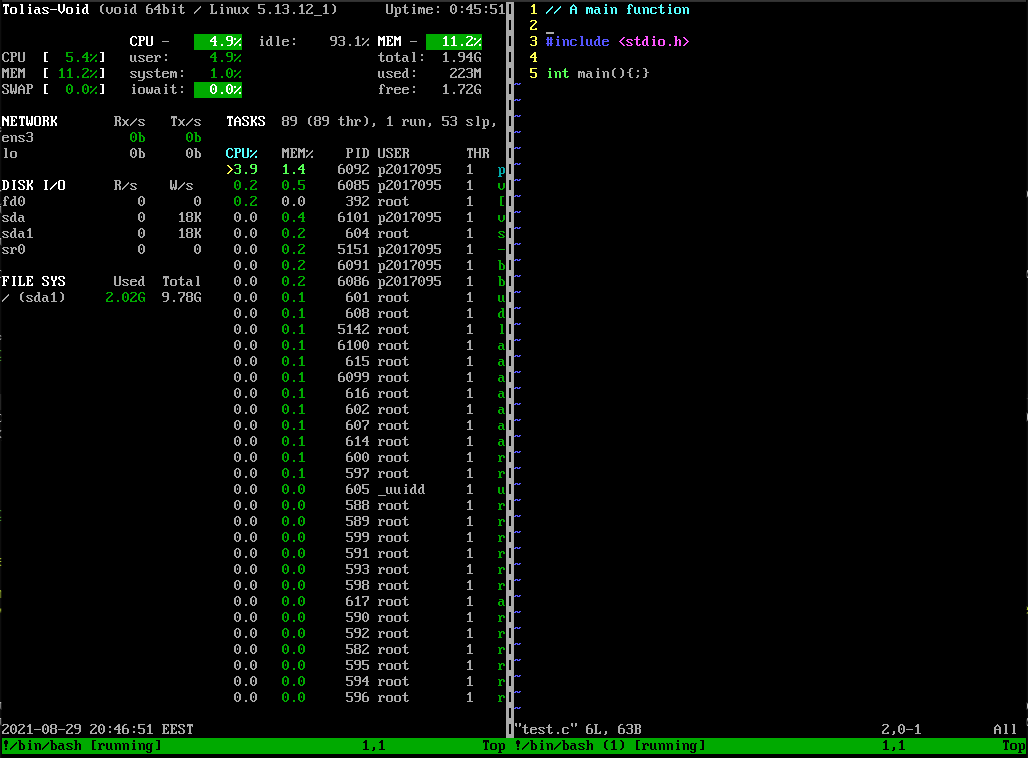 Tolias-Void (void 64bit / Linux 5.13.12_1) Uptime: 0:45:51
CPU - 4.9% idle: 93.1% MEM - 11.2%
CPU [ 5.4%] user: 4.9% total: 1.94G
MEM [ 11.2%] system: 1.0% used: 223M
SWAP [ 0.0%] iowait: 0.0% free: 1.72G
NETWORK Rx/s Tx/s TASKS 89 (89 thr), 1 run, 53 slp,
ens3 0b 0b
lo 0b 0b CPU% MEM% PID USER THR
>3.9 1.4 6092 p2017095 1 p
DISK I/O R/s W/s 0.2 0.5 6085 p2017095 1 v
fd0 0 0 0.2 0.0 392 root 1 [
sda 0 18K 0.0 0.4 6101 p2017095 1 v
sda1 0 18K 0.0 0.2 604 root 1 s
sr0 0 0 0.0 0.2 5151 p2017095 1 -
0.0 0.2 6091 p2017095 1 b
FILE SYS Used Total 0.0 0.2 6086 p2017095 1 b
/ (sda1) 2.02G 9.78G 0.0 0.1 601 root 1 u
0.0 0.1 608 root 1 d
0.0 0.1 5142 root 1 l
0.0 0.1 6100 root 1 a
0.0 0.1 615 root 1 a
0.0 0.1 6099 root 1 a
0.0 0.1 616 root 1 a
0.0 0.1 602 root 1 a
0.0 0.1 607 root 1 a
0.0 0.1 614 root 1 a
0.0 0.1 600 root 1 r
0.0 0.1 597 root 1 r
0.0 0.0 605 _uuidd 1 u
0.0 0.0 588 root 1 r
0.0 0.0 589 root 1 r
0.0 0.0 599 root 1 r
0.0 0.0 591 root 1 r
0.0 0.0 593 root 1 r
0.0 0.0 598 root 1 r
0.0 0.0 617 root 1 a
0.0 0.0 590 root 1 r
0.0 0.0 592 root 1 r
0.0 0.0 582 root 1 r
0.0 0.0 595 root 1 r
0.0 0.0 594 root 1 r
0.0 0.0 596 root 1 r
2021-08-29 20:46:51 EEST
!/bin/bash [running] 1,1 Top
1 // A main function
2
3 #include <stdio.h>
4
5 int main(){;}
"test.c" 6L, 63B 2,0-1 All
!/bin/bash (1) [running] 1,1 Top